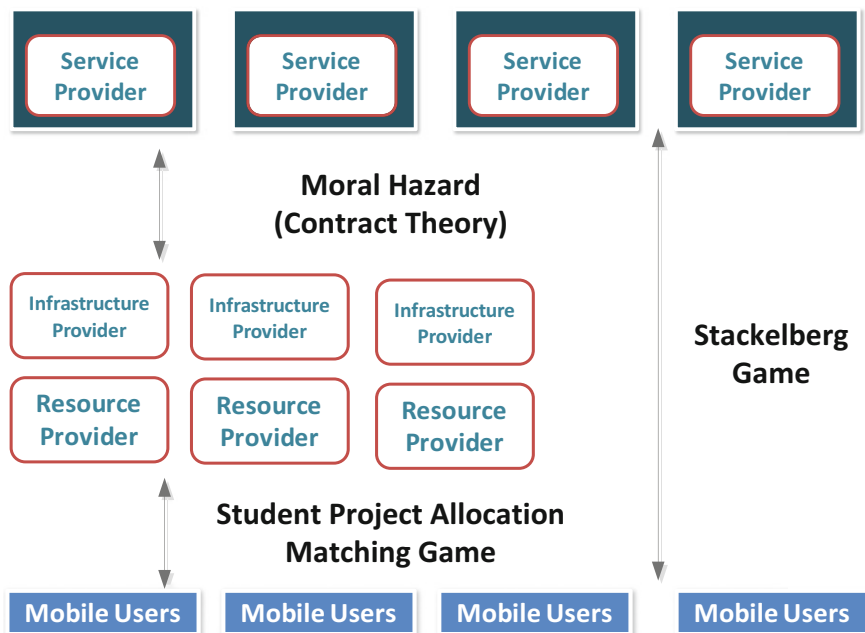 Service
Provider
Service
Provider
Service
Provider
Service
Provider
Moral Hazard
(Contract Theory)
Infrastructure
Provider
Infrastructure
Provider
Infrastructure
Provider
Stackelberg
Game
Resource
Provider
Resource
Provider
Resource
Provider
Student Project Allocation
Matching Game
Mobile Users
Mobile Users
Mobile Users
Mobile Users